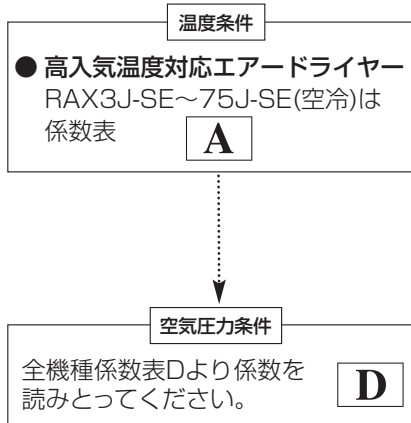 温度条件
● 高入気温度対応エアードライヤー
RAX3J-SE～75J-SE(空冷)は
係数表
A
空気圧力条件
全機種係数表Dより係数を
読みとってください。
D